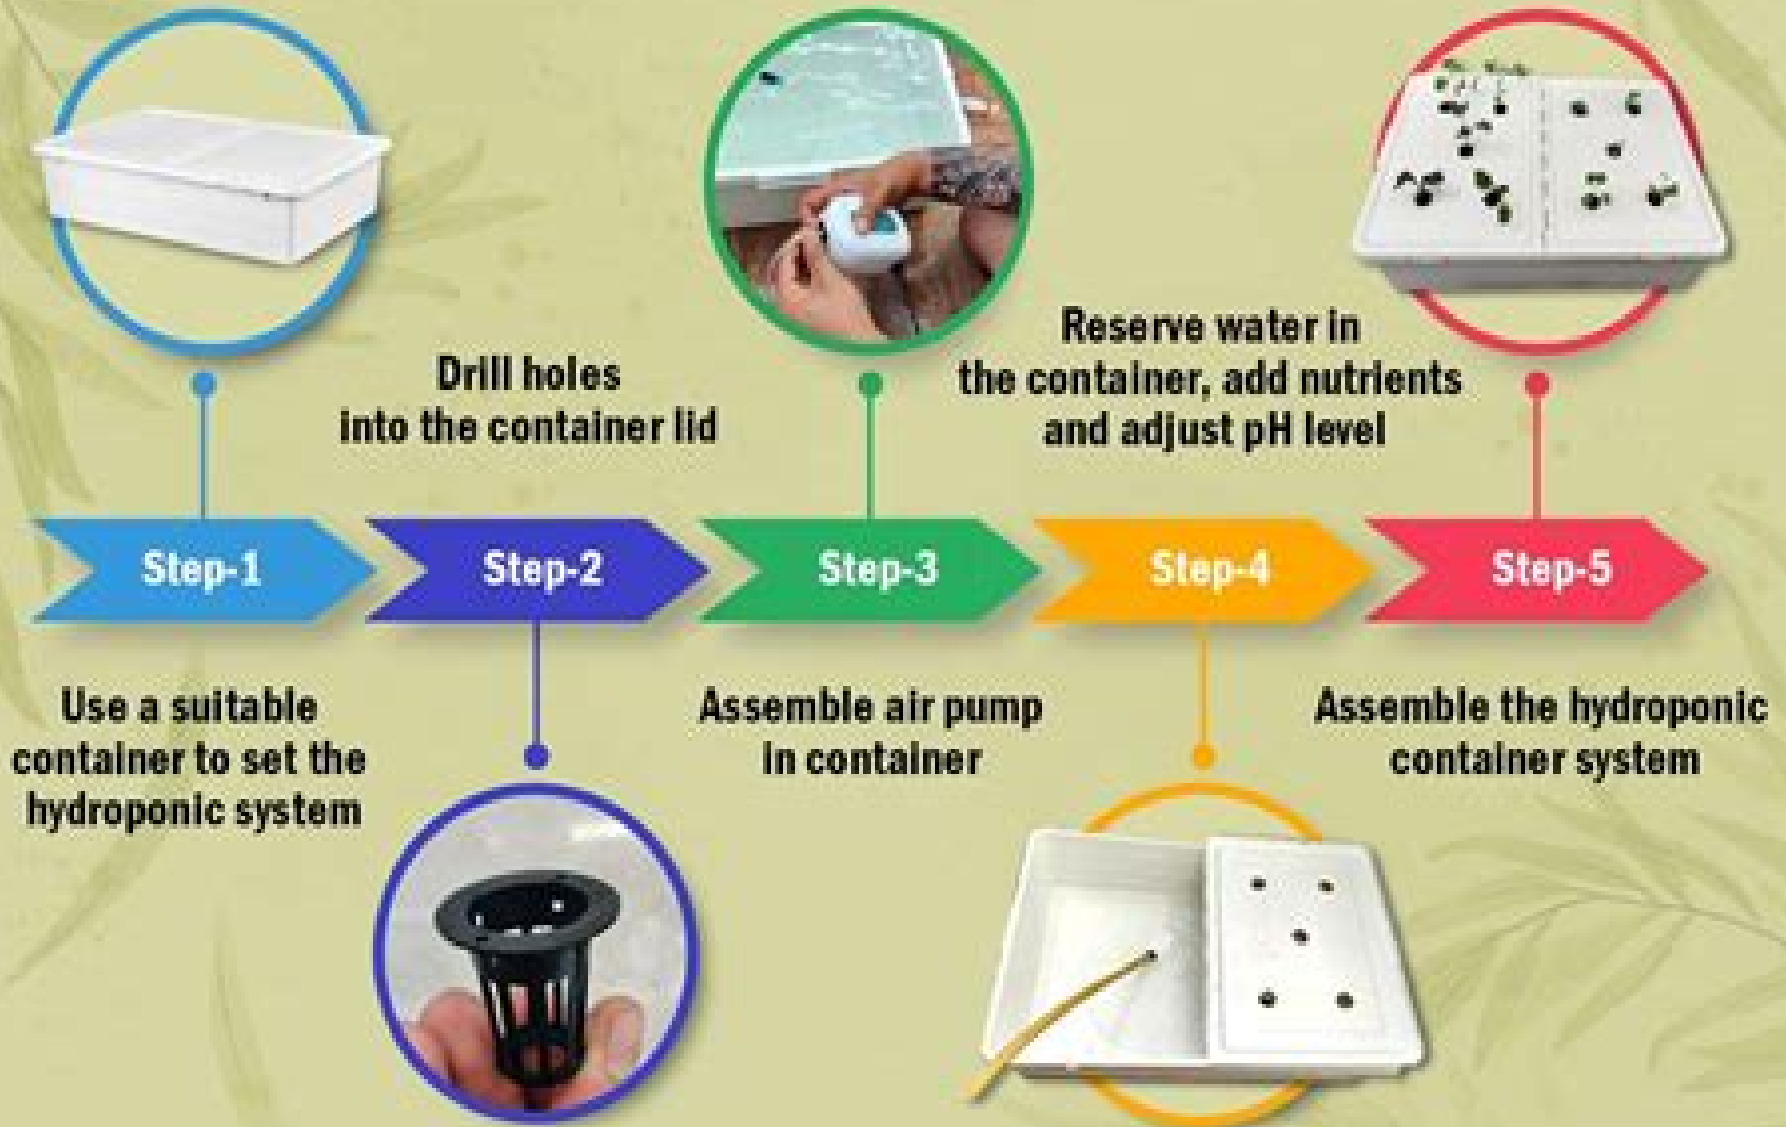 Step-1
Use a suitable
container to set the
hydroponic system
Drill holes
into the container lid
Step-2
Step-3
Assemble air pump
in container
Reserve water in
the container, add nutrients
and adjust pH level
Step-4
Step-5
Assemble the hydroponic
container system